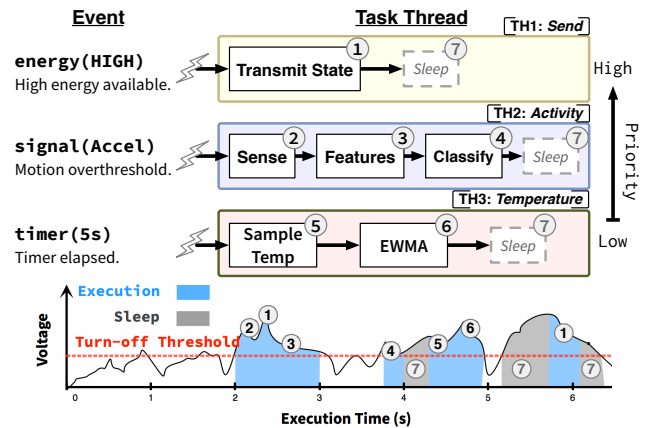 Event
Task Thread
TH1: Send
energy(HIGH)
High energy available.
Transmit State
1
Sleep
7
High
TH2: Activity
signal(Accel)
Motion overthreshold.
Sense
2
Features
3
Classify
4
Sleep
7
Priority
TH3: Temperature
timer(5s)
Timer elapsed.
Sample
Temp
5
EWMA
6
Sleep
7
Low
Execution
Sleep
Turn-off Threshold
Voltage
2
1
3
4
7
5
6
7
1
7
0
1
2
3
4
5
6
Execution Time (s)